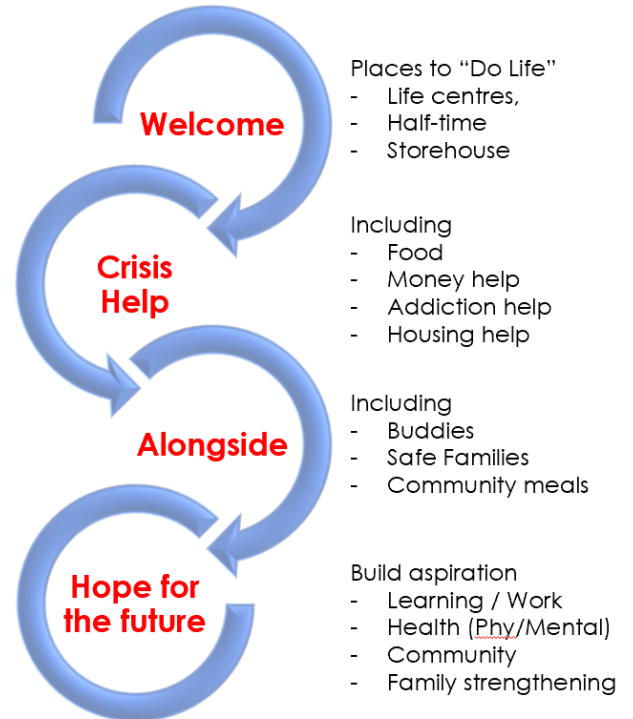 Welcome
Places to “Do Life”
- Life centres,
- Half-time
- Storehouse
Crisis
Help
Including
- Food
- Money help
- Addiction help
- Housing help
Alongside
Including
- Buddies
- Safe Families
- Community meals
Hope for
the future
Build aspiration
- Learning / Work
- Health (Phy/Mental)
- Community
- Family strengthening